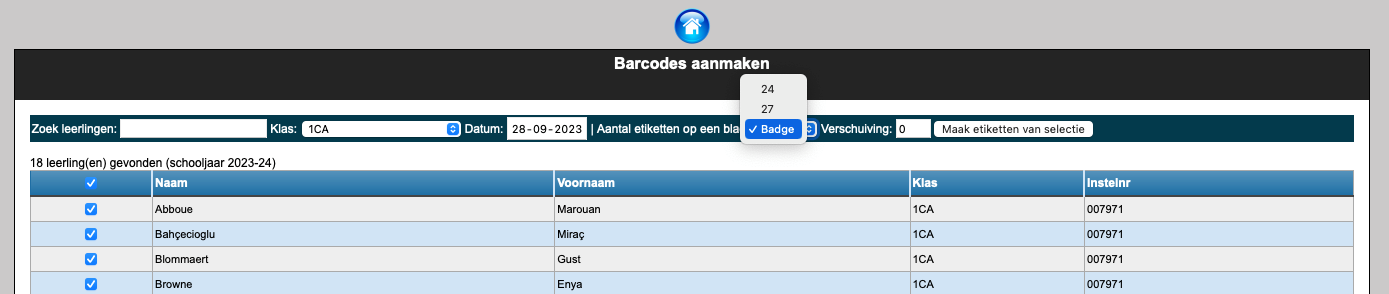 Barcodes aanmaken
24
27
Zoek leerlingen: Klas: 1CA Datum: 28-09-2023 | Aantal etiketten op een Badge Verschuiving: 0 Maak etiketten van selectie
18 leerling(en) gevonden (schooljaar 2023-24)
Naam Voornaam Klas Instelnr
Abboue Marouan 1CA 007971
Bahçecioglu Miraç 1CA 007971
Blommaert Gust 1CA 007971
Browne Enya 1CA 007971